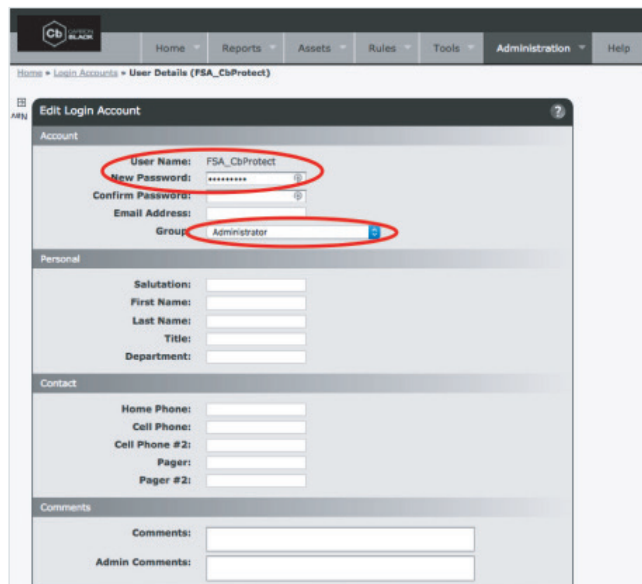 Cb CARBON BLACK
Home Reports Assets Rules Tools Administration Help
Home » Login Accounts » User Details (FSA_CbProtect)
Nav
Edit Login Account ?
Account
User Name: FSA_CbProtect
New Password: •••••••••
Confirm Password:
Email Address:
Group: Administrator
Personal
Salutation:
First Name:
Last Name:
Title:
Department:
Contact
Home Phone:
Cell Phone:
Cell Phone #2:
Pager:
Pager #2:
Comments
Comments:
Admin Comments: